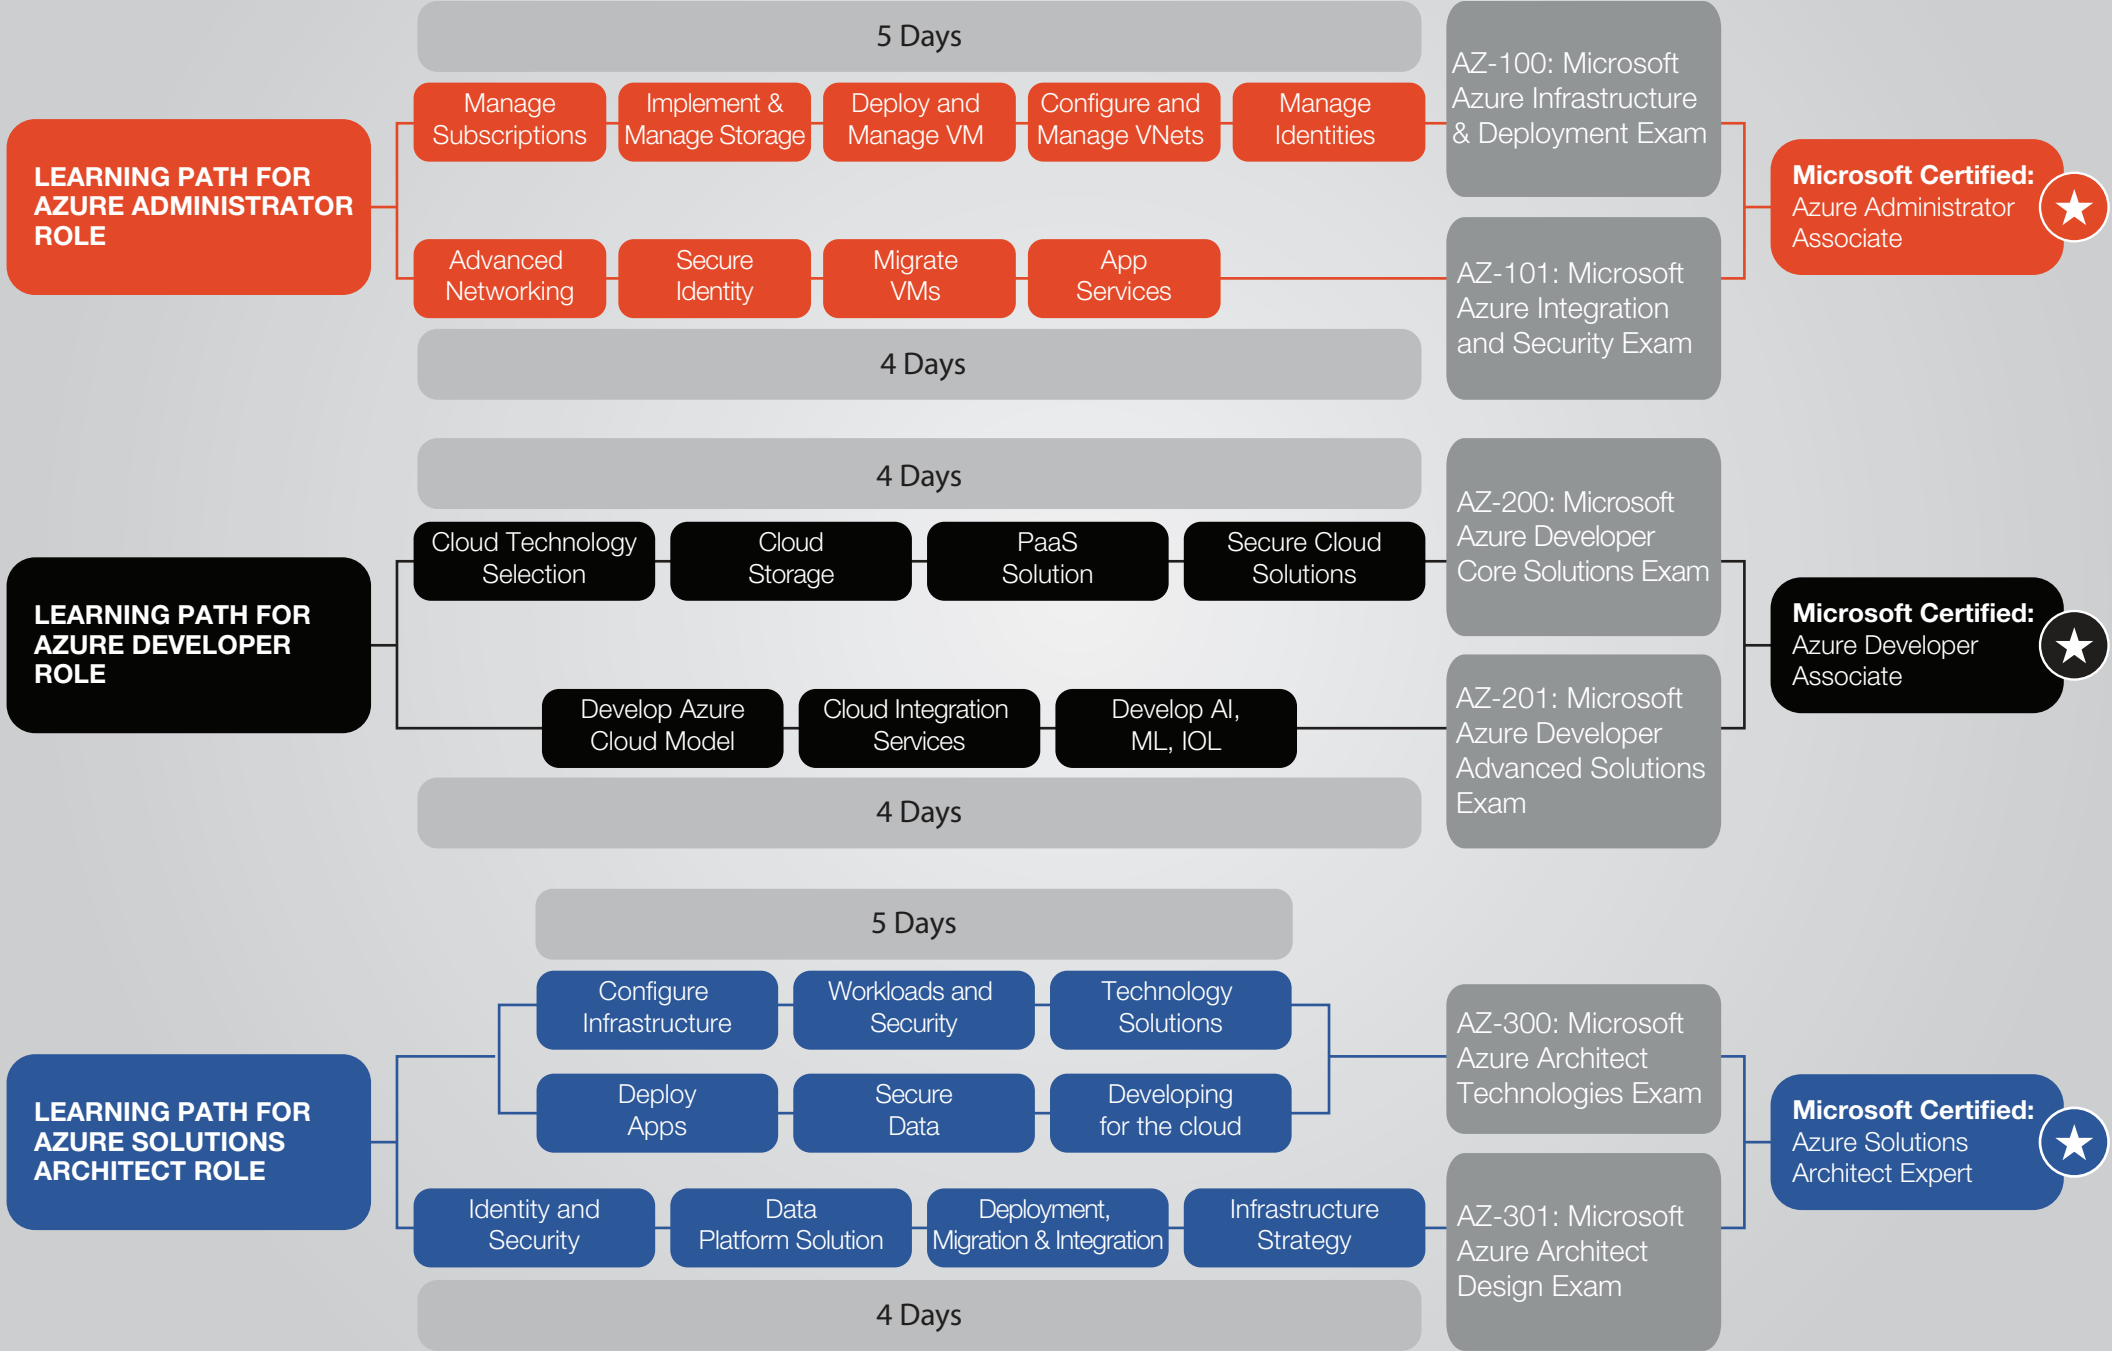 5 Days
LEARNING PATH FOR
AZURE ADMINISTRATOR
ROLE
Manage
Subscriptions
Implement &
Manage Storage
Deploy and
Manage VM
Configure and
Manage VNets
Manage
Identities
AZ-100: Microsoft
Azure Infrastructure
& Deployment Exam
Advanced
Networking
Secure
Identity
Migrate
VMs
App
Services
AZ-101: Microsoft
Azure Integration
and Security Exam
4 Days
Microsoft Certified:
Azure Administrator
Associate
4 Days
LEARNING PATH FOR
AZURE DEVELOPER
ROLE
Cloud Technology
Selection
Cloud
Storage
PaaS
Solution
Secure Cloud
Solutions
AZ-200: Microsoft
Azure Developer
Core Solutions Exam
Develop Azure
Cloud Model
Cloud Integration
Services
Develop AI,
ML, IOL
AZ-201: Microsoft
Azure Developer
Advanced Solutions
Exam
4 Days
Microsoft Certified:
Azure Developer
Associate
5 Days
LEARNING PATH FOR
AZURE SOLUTIONS
ARCHITECT ROLE
Configure
Infrastructure
Workloads and
Security
Technology
Solutions
Deploy
Apps
Secure
Data
Developing
for the cloud
AZ-300: Microsoft
Azure Architect
Technologies Exam
Identity and
Security
Data
Platform Solution
Deployment,
Migration & Integration
Infrastructure
Strategy
AZ-301: Microsoft
Azure Architect
Design Exam
4 Days
Microsoft Certified:
Azure Solutions
Architect Expert